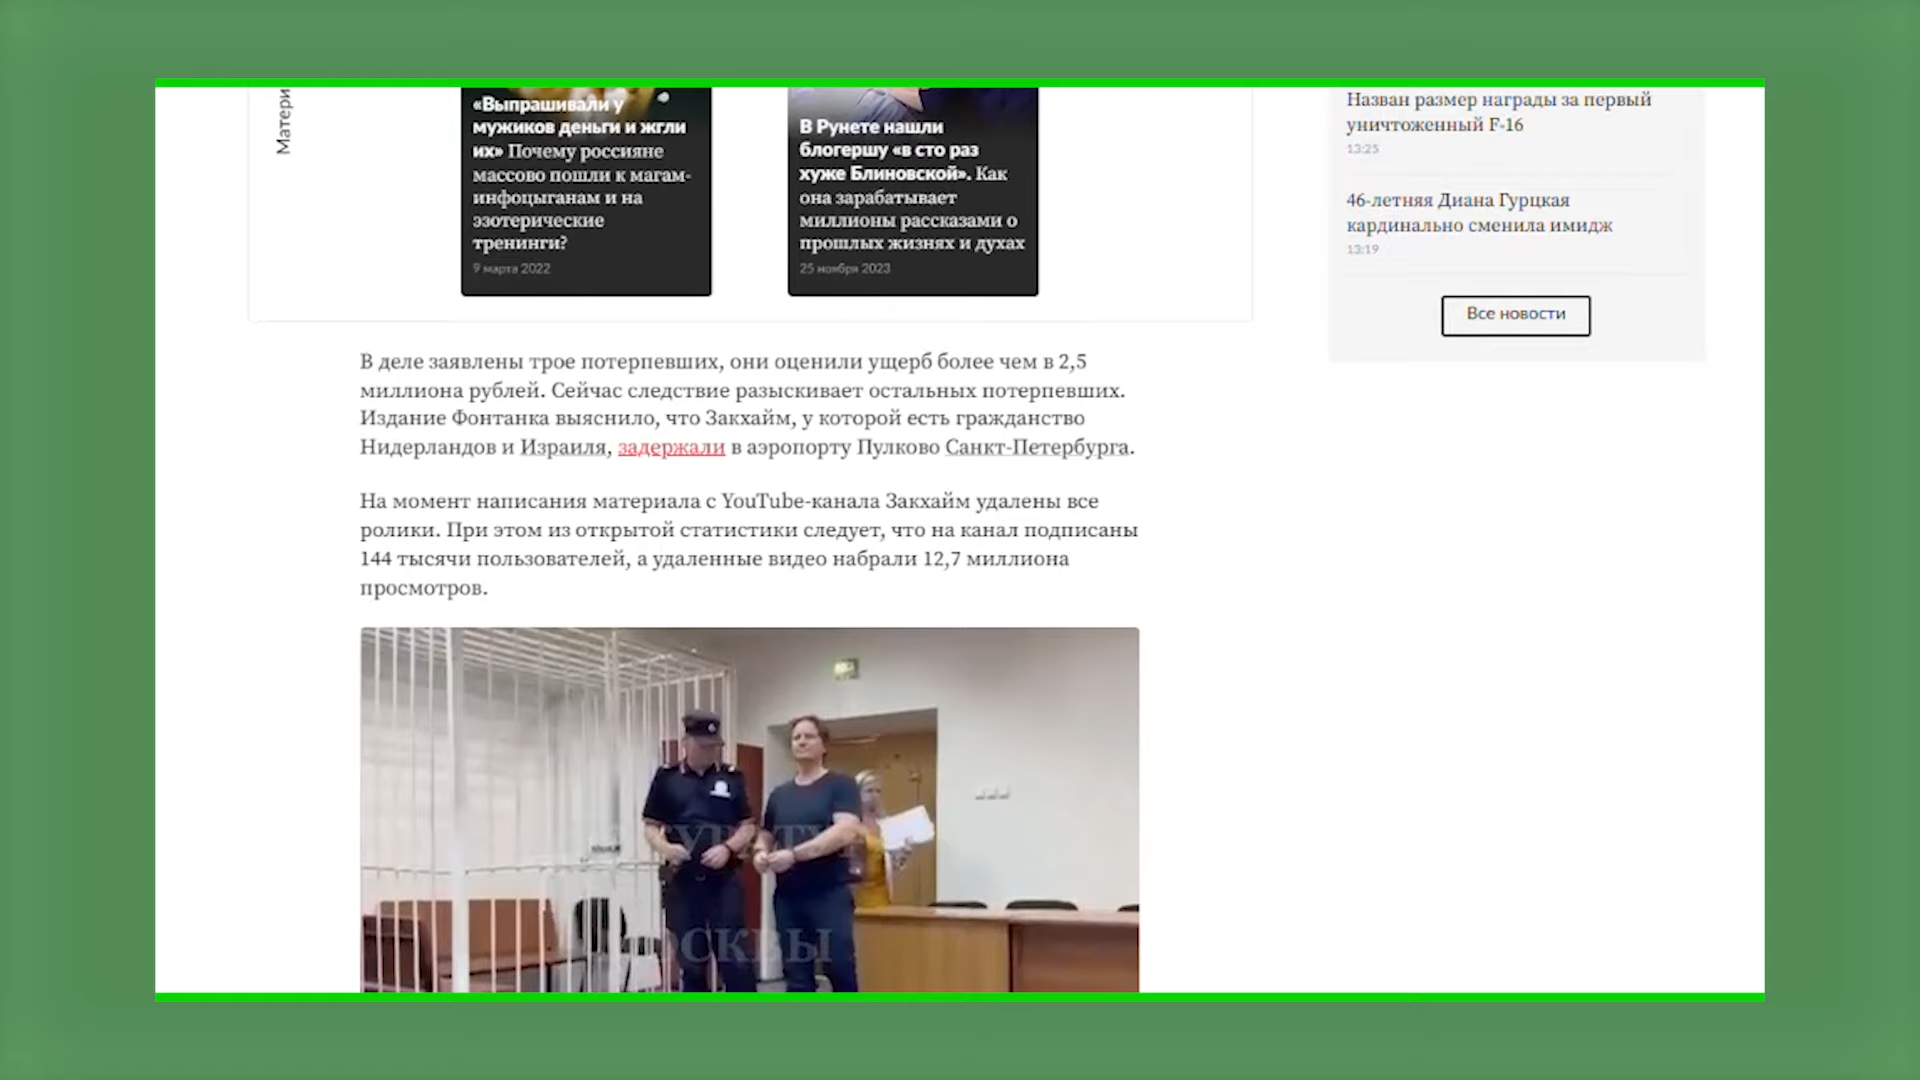 Матери
«Выпрашивали у
мужиков деньги и жгли
их» Почему россияне
массово пошли к магам-
инфоцыганам и на
эзотерические
тренинги?
9 марта 2022
В Рунете нашли
блогершу «в сто раз
хуже Блиновской». Как
она зарабатывает
миллионы рассказами о
прошлых жизнях и духах
25 ноября 2023
Назван размер награды за первый
уничтоженный F-16
13:25
46-летняя Диана Гурцкая
кардинально сменила имидж
13:19
Все новости
В деле заявлены трое потерпевших, они оценили ущерб более чем в 2,5
миллиона рублей. Сейчас следствие разыскивает остальных потерпевших.
Издание Фонтанка выяснило, что Закхайм, у которой есть гражданство
Нидерландов и Израиля, задержали в аэропорту Пулково Санкт-Петербурга.
На момент написания материала с YouTube-канала Закхайм удалены все
ролики. При этом из открытой статистики следует, что на канал подписаны
144 тысячи пользователей, а удаленные видео набрали 12,7 миллиона
просмотров.
МОСКВЫ